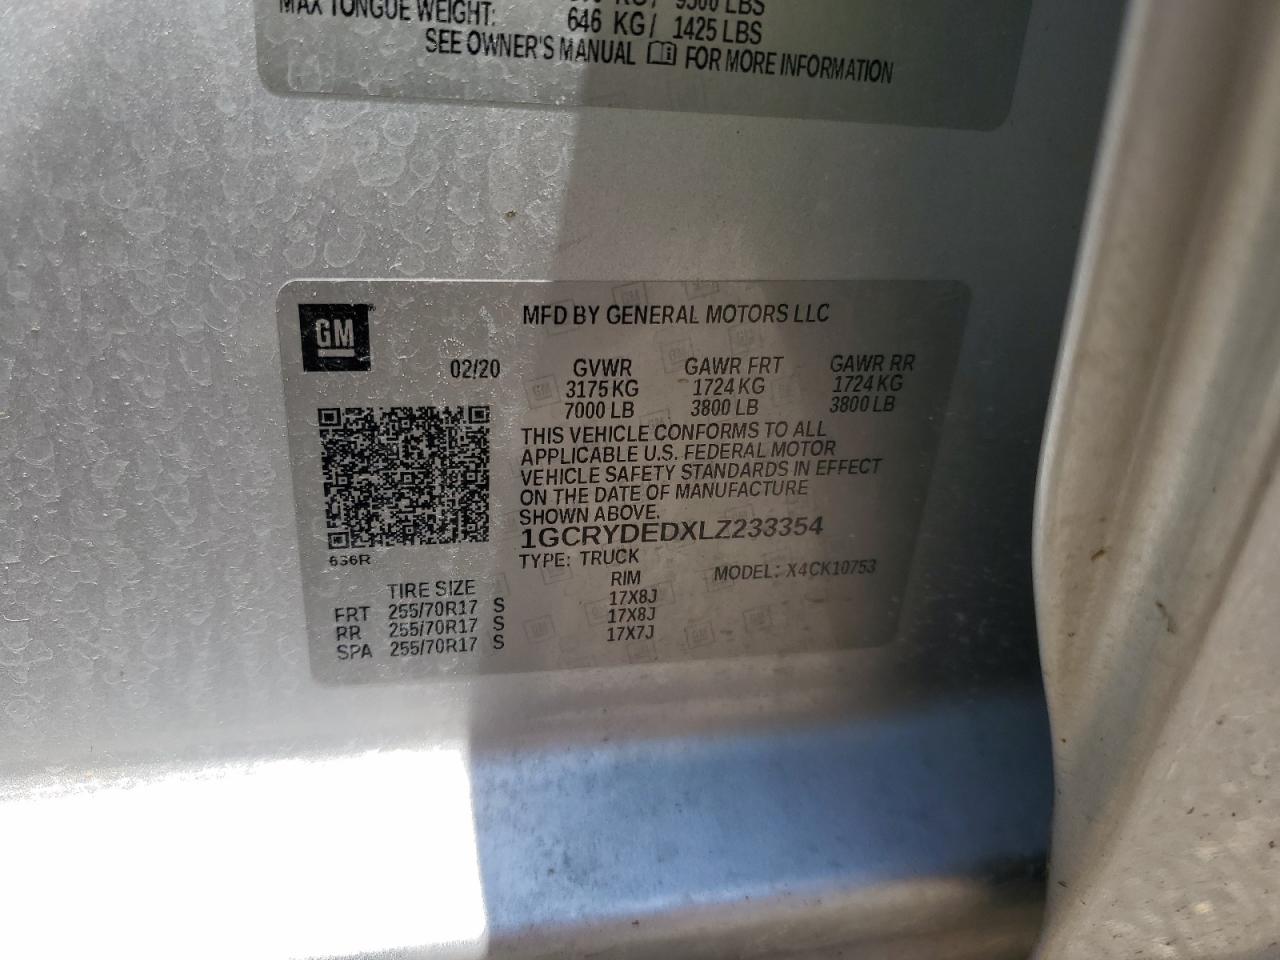 MAX TONGUE WEIGHT: 646 KG/ 1425 LBS
SEE OWNER'S MANUAL FOR MORE INFORMATION
GM
MFD BY GENERAL MOTORS LLC
02/20 GVWR GAWR FRT GAWR RR
3175 KG 1724 KG 1724 KG
7000 LB 3800 LB 3800 LB
THIS VEHICLE CONFORMS TO ALL
APPLICABLE U.S. FEDERAL MOTOR
VEHICLE SAFETY STANDARDS IN EFFECT
ON THE DATE OF MANUFACTURE
SHOWN ABOVE.
1GCRYDEDXLZ233354
TYPE: TRUCK
MODEL: X4CK10753
636R
TIRE SIZE RIM
FRT 255/70R17 S 17X8J
RR 255/70R17 S 17X8J
SPA 255/70R17 S 17X7J